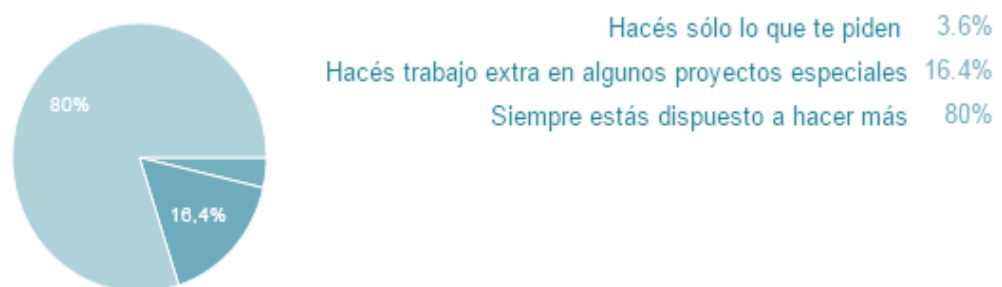 Hacés sólo lo que te piden 3.6%
Hacés trabajo extra en algunos proyectos especiales 16.4%
Siempre estás dispuesto a hacer más 80%
80%
16,4%